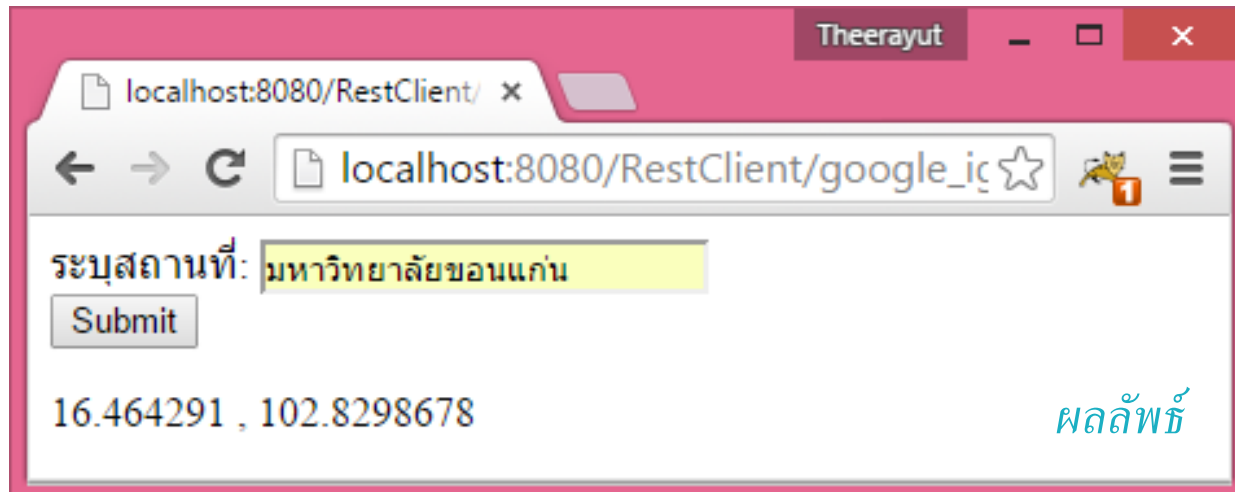 Theerayut
localhost:8080/RestClient/
localhost:8080/RestClient/google_ig
1
ระบุสถานที่: มหาวิทยาลัยขอนแก่น
Submit
16.464291 , 102.8298678
ผลลัพธ์